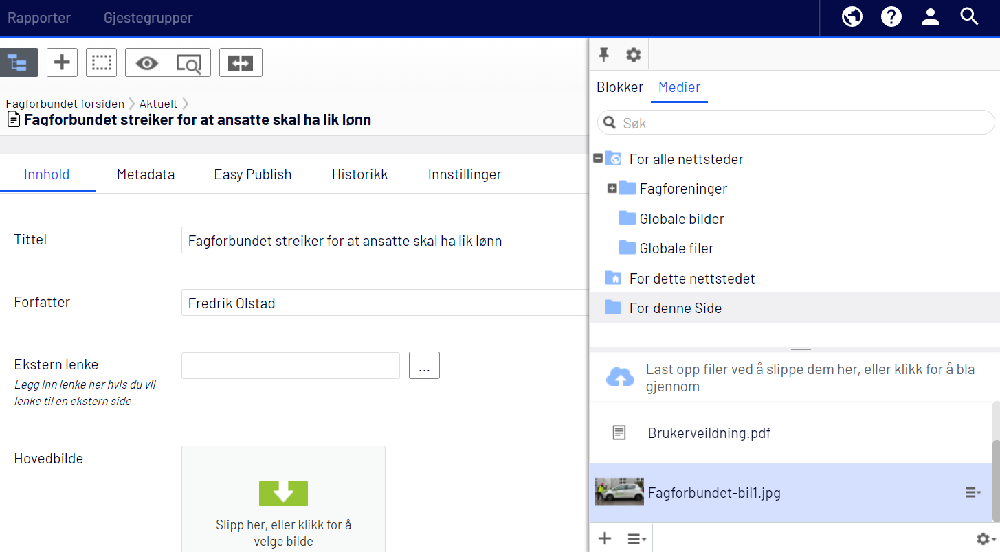 Rapporter Gjestegrupper
Fagforbundet forsiden Aktuelt
Fagforbundet streiker for at ansatte skal ha lik lønn
Innhold Metadata Easy Publish Historikk Innstillinger
Tittel Fagforbundet streiker for at ansatte skal ha lik lønn
Forfatter Fredrik Olstad
Ekstern lenke ...
Legg inn lenke her hvis du vil
lenke til en ekstern side
Hovedbilde
Slipp her, eller klikk for å
velge bilde
Blokker Medier
Søk
For alle nettsteder
Fagforeninger
Globale bilder
Globale filer
For dette nettstedet
For denne Side
Last opp filer ved å slippe dem her, eller klikk for å bla
gjennom
Brukerveildning.pdf
Fagforbundet-bil1.jpg